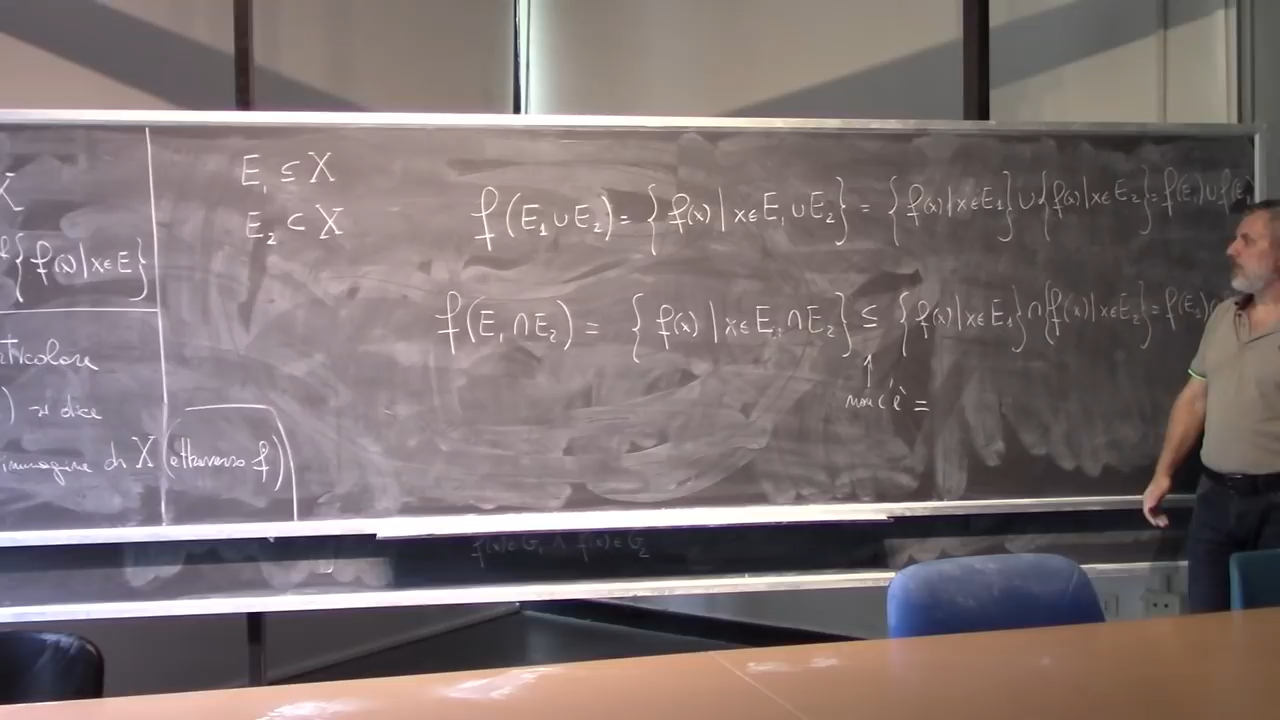 X
{f(x) | x∈E}
ticolare
) si dice
immagine di X (attraverso f)
E₁ ⊆ X
E₂ ⊂ X
f(E₁∪E₂) = {f(x) | x∈E₁∪E₂} = {f(x) | x∈E₁} ∪ {f(x) | x∈E₂} = f(E₁)∪f(E
f(E₁∩E₂) = {f(x) | x∈E₁∩E₂} ⊆ {f(x) | x∈E₁} ∩ {f(x) | x∈E₂} = f(E₁)∩
↑
non c'è =
f(x)∈G₁ ∧ f(x)∈G₂